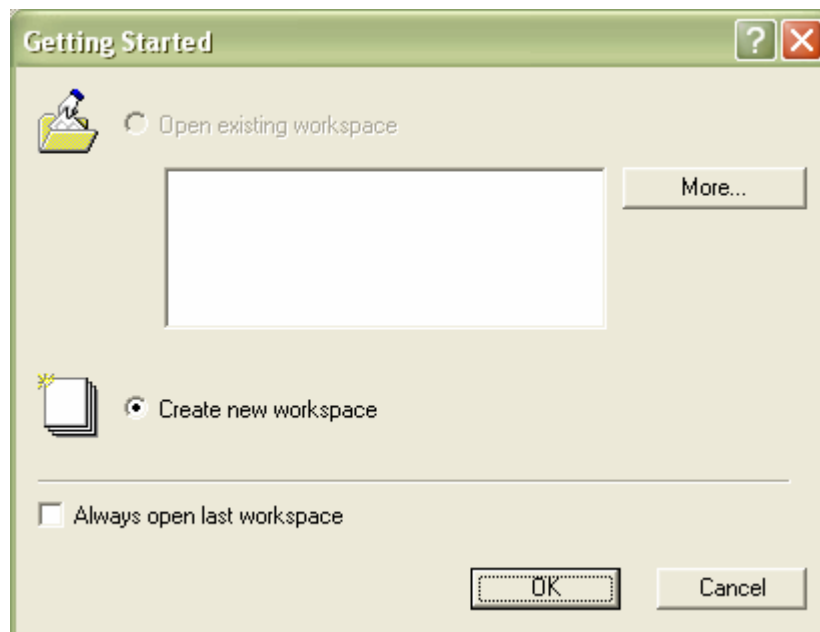 Getting Started
Open existing workspace
More...
Create new workspace
Always open last workspace
OK
Cancel